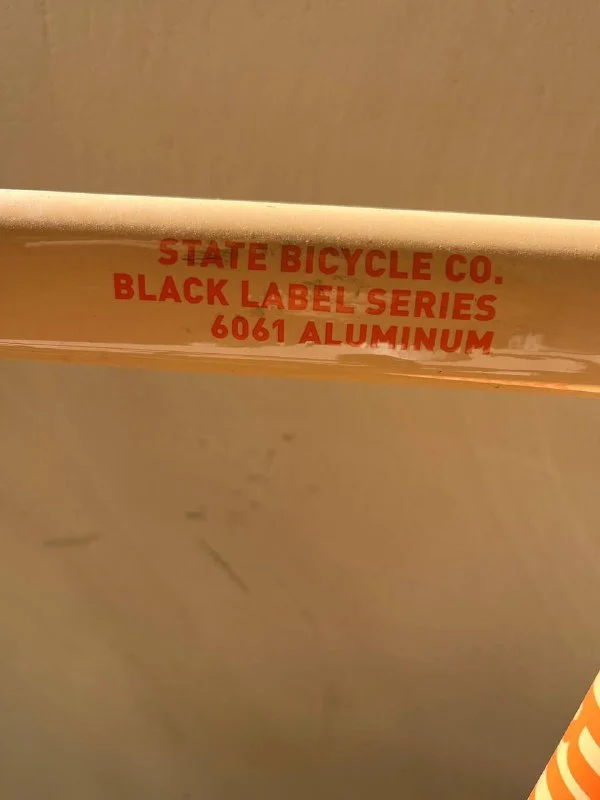 STATE BICYCLE CO.
BLACK LABEL SERIES
6061 ALUMINUM